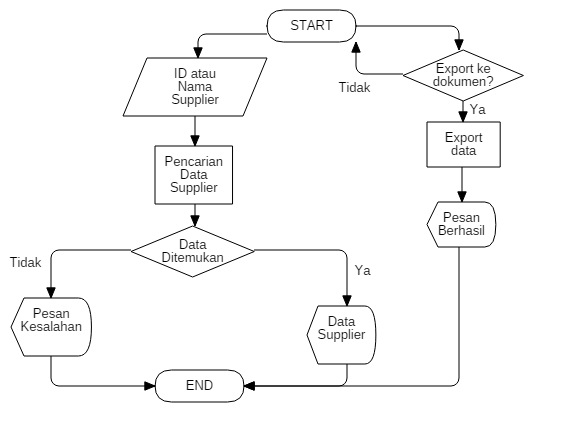 START
ID atau
Nama
Supplier
Export ke
dokumen?
Tidak
Ya
Export
data
Pencarian
Data
Supplier
Pesan
Berhasil
Data
Ditemukan
Tidak
Ya
Pesan
Kesalahan
Data
Supplier
END